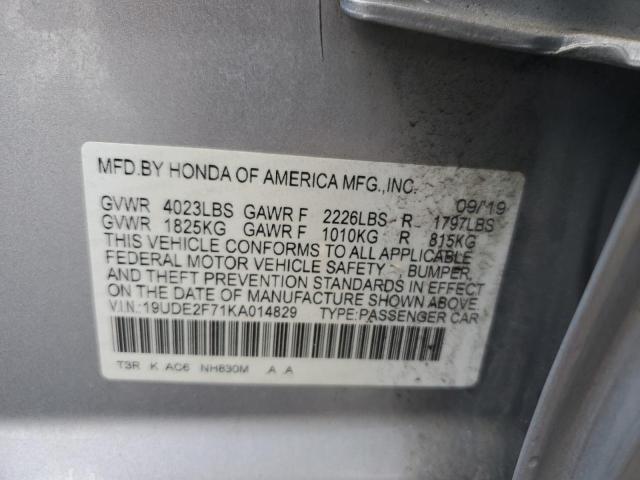 MFD.BY HONDA OF AMERICA MFG.,INC. 09/'19
GVWR 4023LBS GAWR F 2226LBS R 1797LBS
GVWR 1825KG GAWR F 1010KG R 815KG
THIS VEHICLE CONFORMS TO ALL APPLICABLE
FEDERAL MOTOR VEHICLE SAFETY - BUMPER,
AND THEFT PREVENTION STANDARDS IN EFFECT
ON THE DATE OF MANUFACTURE SHOWN ABOVE.
V.I.N.:19UDE2F71KA014829 TYPE:PASSENGER CAR
T3R K AC6 NH830M A A